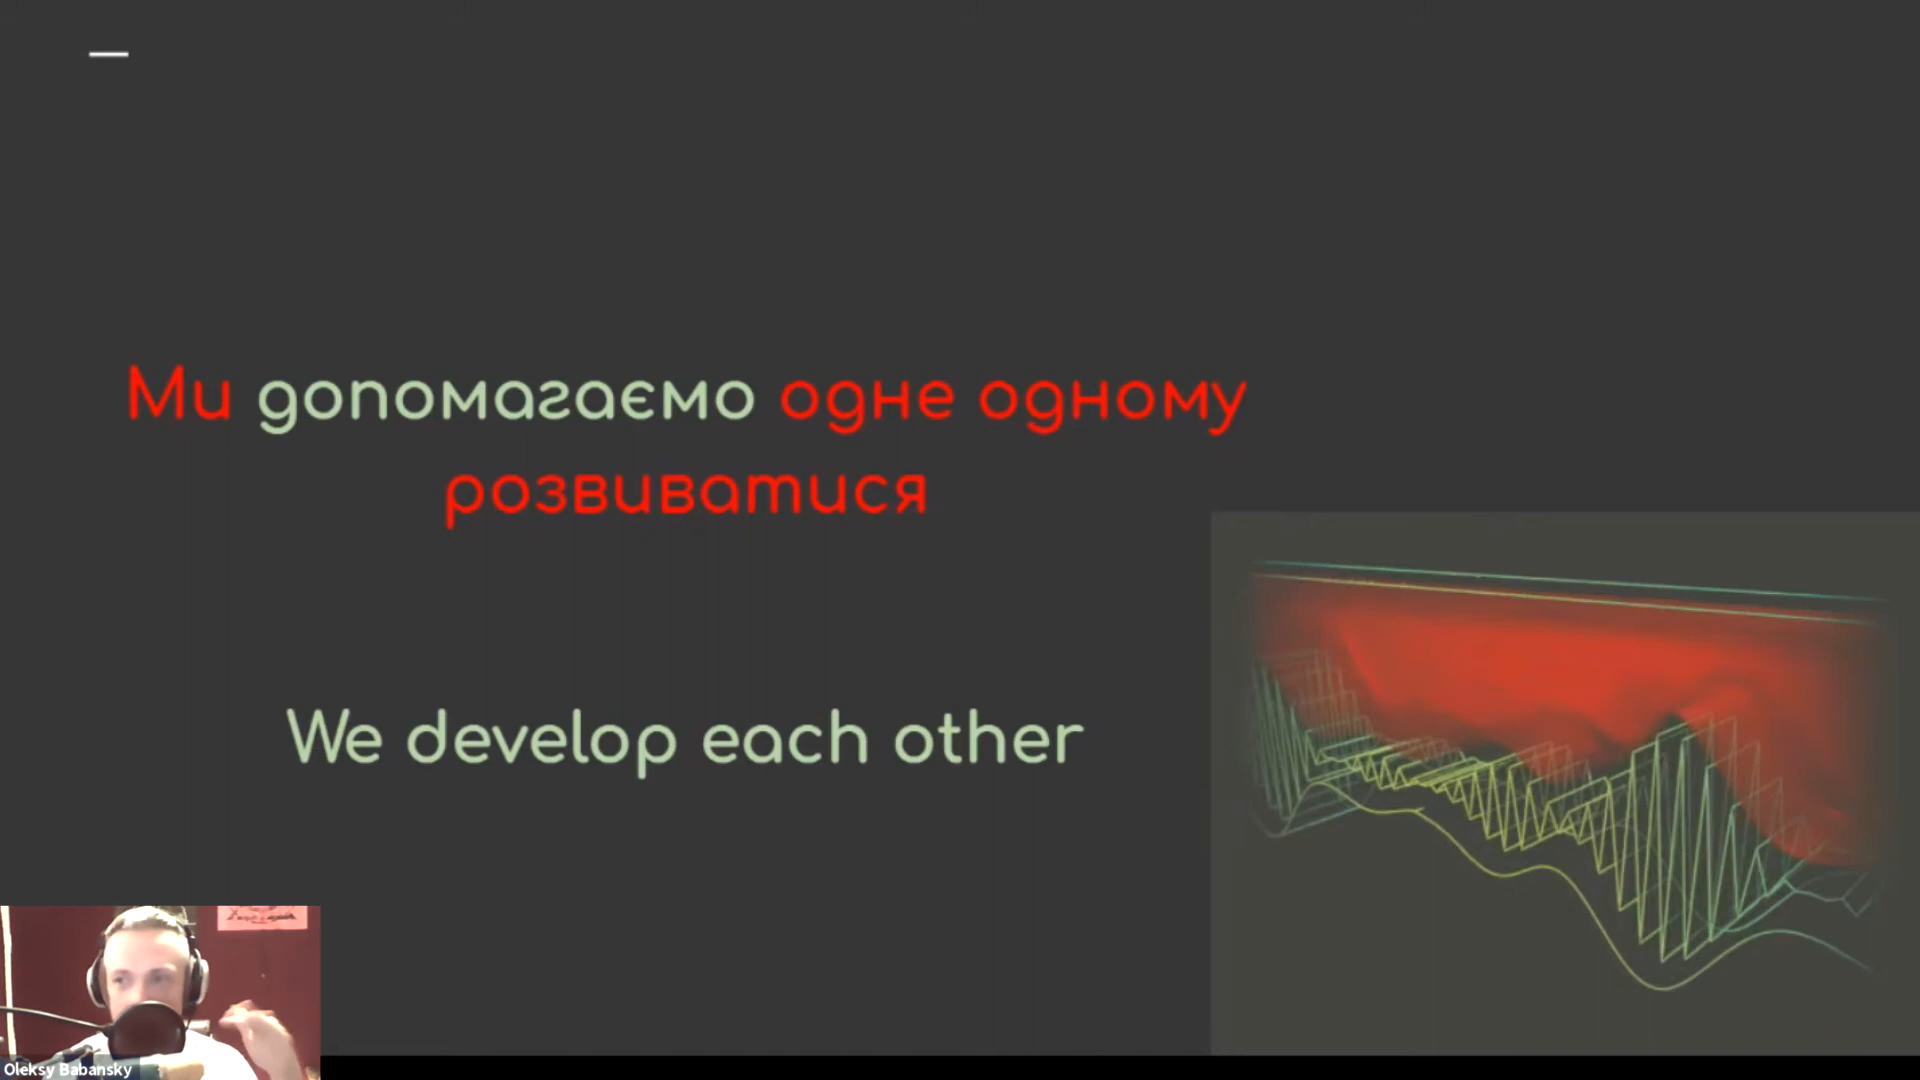 Ми допомагаємо одне одному
розвиватися
We develop each other
Oleksy Babansky